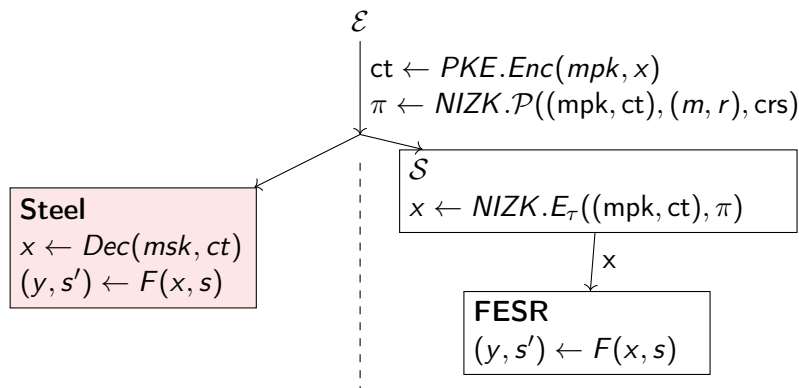 ℰ
ct ← PKE.Enc(mpk, x)
π ← NIZK.𝒫((mpk, ct), (m, r), crs)
𝒮
x ← NIZK.E_τ((mpk, ct), π)
Steel
x ← Dec(msk, ct)
(y, s′) ← F(x, s)
x
FESR
(y, s′) ← F(x, s)